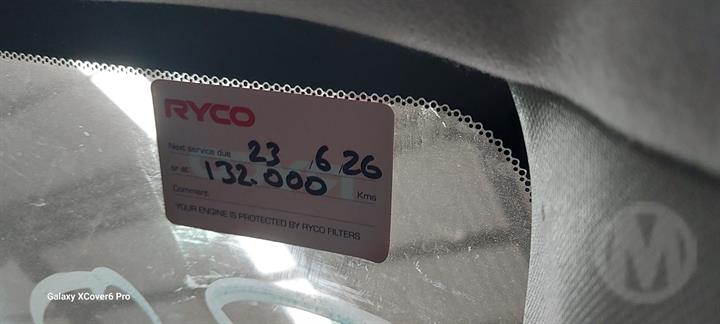 RYCO
Next service due 23 / 6 / 26
or at 132.000 Kms
Comment
YOUR ENGINE IS PROTECTED BY RYCO FILTERS
Galaxy XCover6 Pro
M